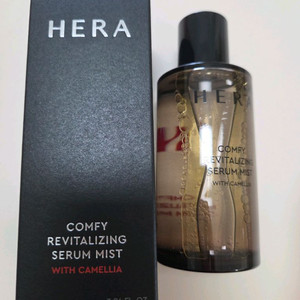 HERA
COMFY
REVITALIZING
SERUM MIST
WITH CAMELLIA
HERA
COMFY
REVITALIZING
SERUM MIST
WITH CAMELLIA